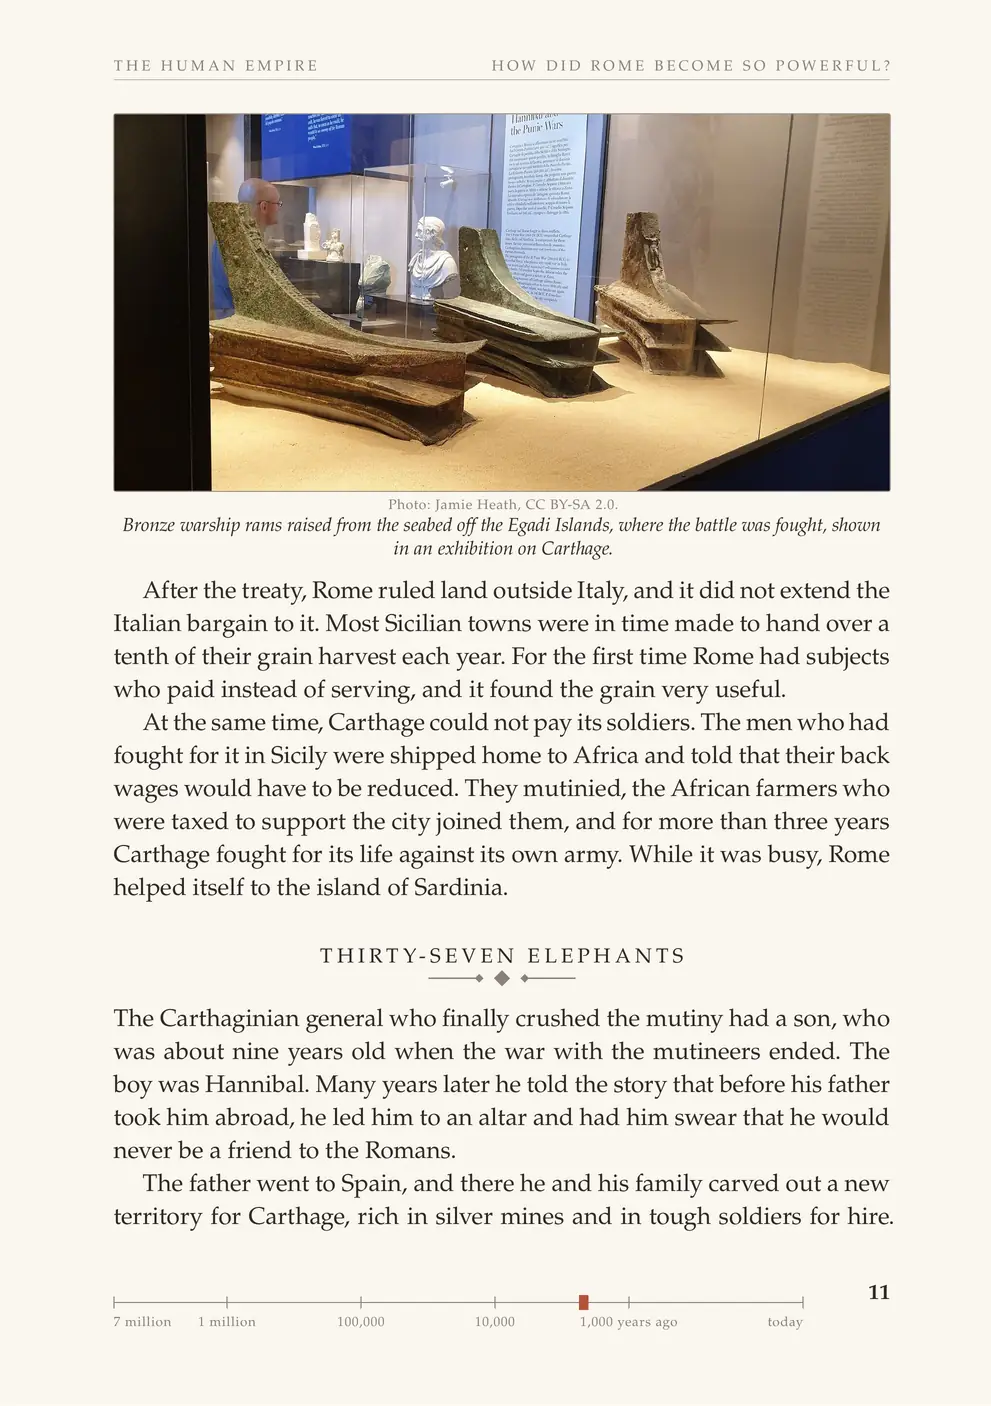 THE HUMAN EMPIRE
HOW DID ROME BECOME SO POWERFUL?
Hannibal and
the Punic Wars
Photo: Jamie Heath, CC BY-SA 2.0.
Bronze warship rams raised from the seabed off the Egadi Islands, where the battle was fought, shown
in an exhibition on Carthage.
After the treaty, Rome ruled land outside Italy, and it did not extend the
Italian bargain to it. Most Sicilian towns were in time made to hand over a
tenth of their grain harvest each year. For the first time Rome had subjects
who paid instead of serving, and it found the grain very useful.
At the same time, Carthage could not pay its soldiers. The men who had
fought for it in Sicily were shipped home to Africa and told that their back
wages would have to be reduced. They mutinied, the African farmers who
were taxed to support the city joined them, and for more than three years
Carthage fought for its life against its own army. While it was busy, Rome
helped itself to the island of Sardinia.
THIRTY-SEVEN ELEPHANTS
The Carthaginian general who finally crushed the mutiny had a son, who
was about nine years old when the war with the mutineers ended. The
boy was Hannibal. Many years later he told the story that before his father
took him abroad, he led him to an altar and had him swear that he would
never be a friend to the Romans.
The father went to Spain, and there he and his family carved out a new
territory for Carthage, rich in silver mines and in tough soldiers for hire.
11
7 million 1 million 100,000 10,000 1,000 years ago today